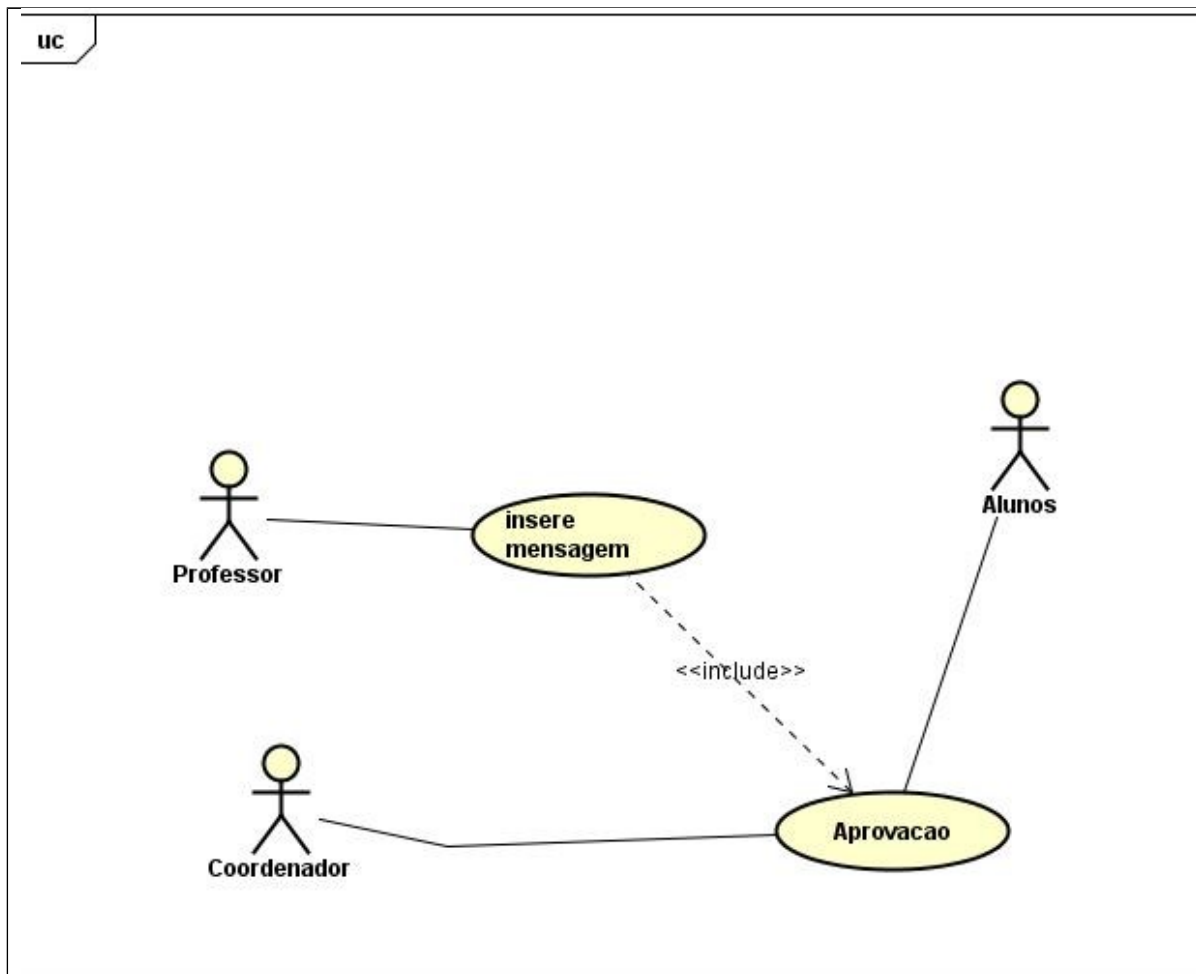 uc
Alunos
insere
mensagem
Professor
<<include>>
Aprovacao
Coordenador